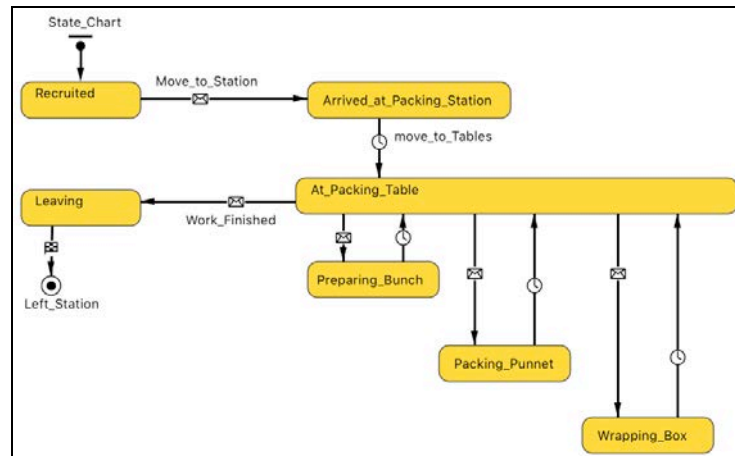 State_Chart
Recruited
Move_to_Station
Arrived_at_Packing_Station
move_to_Tables
At_Packing_Table
Leaving
Work_Finished
Left_Station
Preparing_Bunch
Packing_Punnet
Wrapping_Box